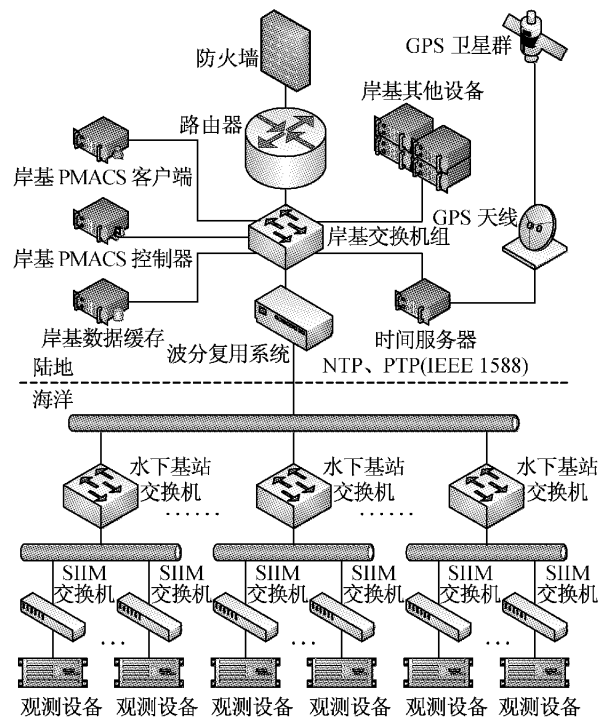 防火墙
GPS 卫星群
路由器
岸基其他设备
岸基 PMACS 客户端
GPS 天线
岸基交换机组
岸基 PMACS 控制器
岸基数据缓存
波分复用系统
时间服务器
陆地
NTP、PTP(IEEE 1588)
海洋
水下基站
交换机
水下基站
交换机
水下基站
交换机
......
......
SIIM
交换机
SIIM
交换机
SIIM
交换机
SIIM
交换机
SIIM
交换机
SIIM
交换机
...
...
...
观测设备
观测设备
观测设备
观测设备
观测设备
观测设备